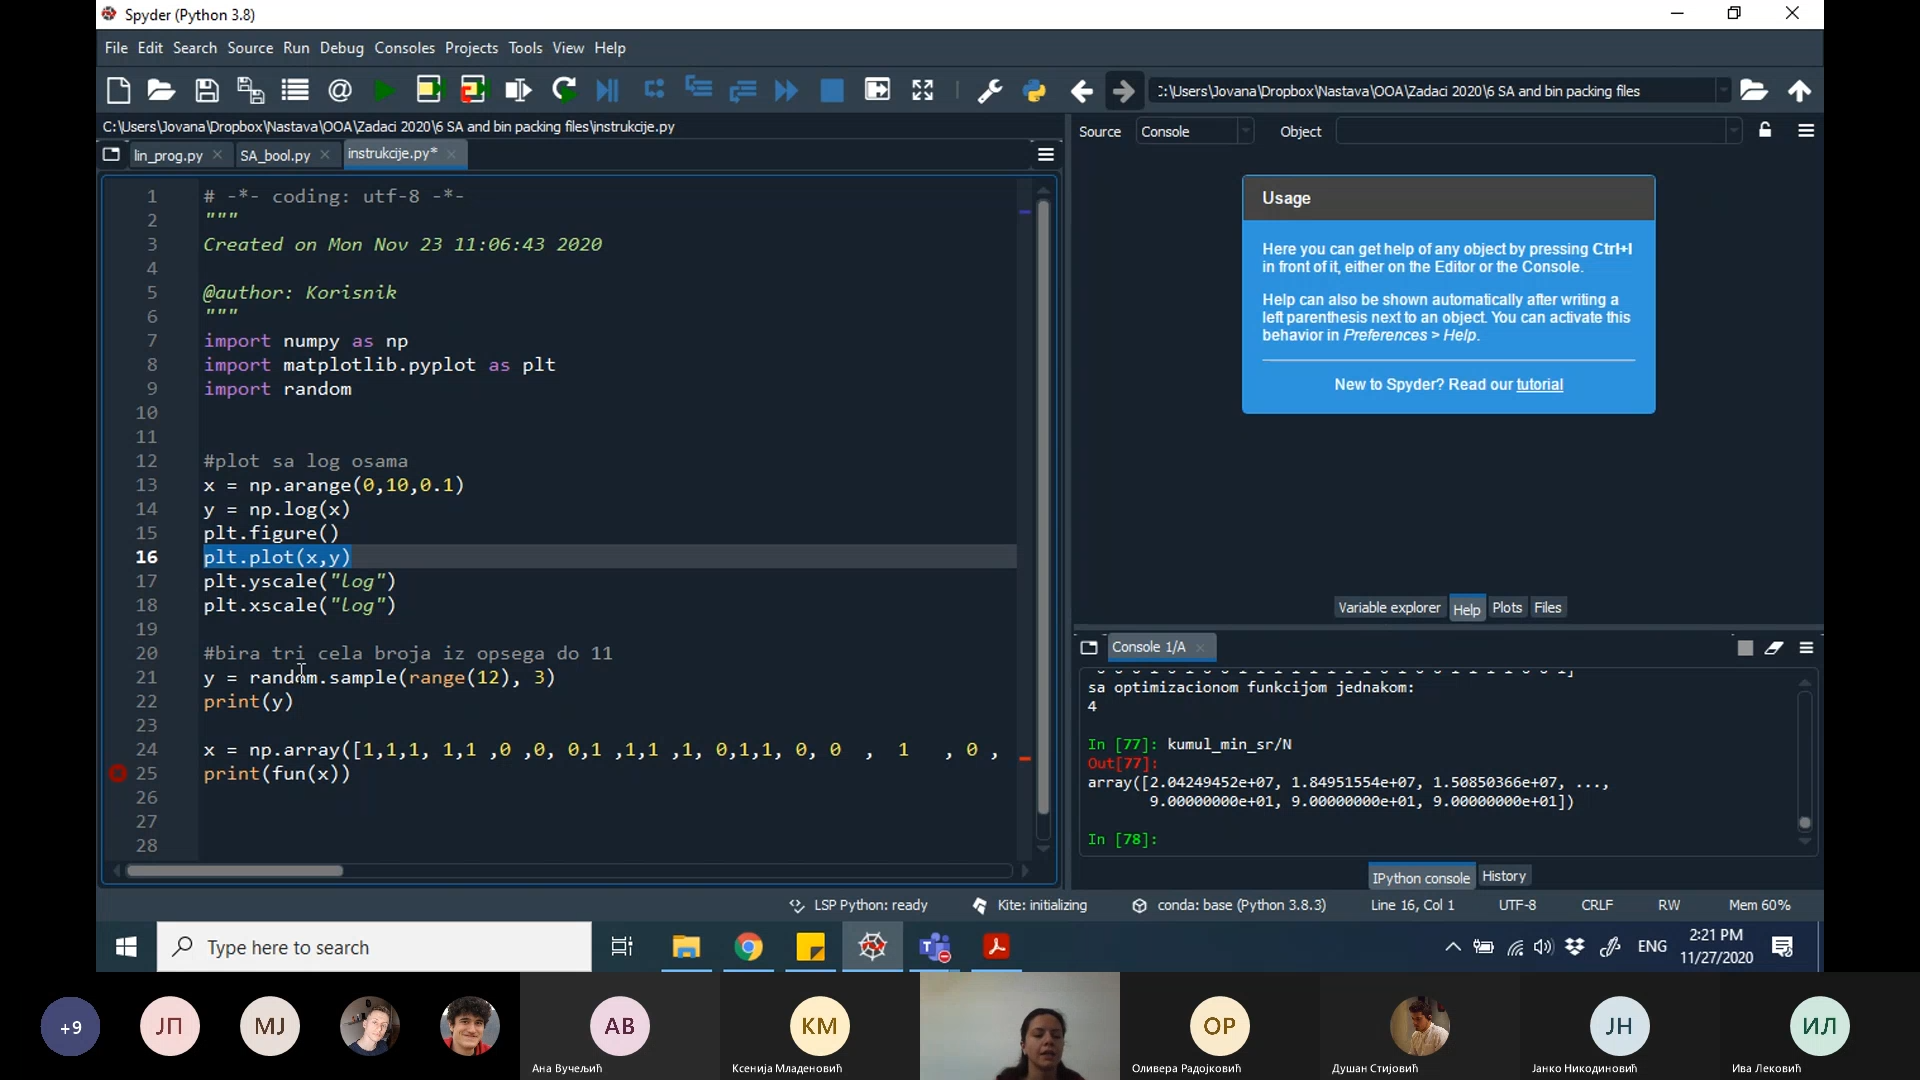 Spyder (Python 3.8)
File Edit Search Source Run Debug Consoles Projects Tools View Help
:\Users\Jovana\Dropbox\Nastava\OOA\Zadaci 2020\6 SA and bin packing files
C:\Users\Jovana\Dropbox\Nastava\OOA\Zadaci 2020\6 SA and bin packing files\instrukcije.py
lin_prog.py SA_bool.py instrukcije.py*
1 # -*- coding: utf-8 -*-
2 """
3 Created on Mon Nov 23 11:06:43 2020
4
5 @author: Korisnik
6 """
7 import numpy as np
8 import matplotlib.pyplot as plt
9 import random
10
11
12 #plot sa log osama
13 x = np.arange(0,10,0.1)
14 y = np.log(x)
15 plt.figure()
16 plt.plot(x,y)
17 plt.yscale("log")
18 plt.xscale("log")
19
20 #bira tri cela broja iz opsega do 11
21 y = random.sample(range(12), 3)
22 print(y)
23
24 x = np.array([1,1,1, 1,1 ,0 ,0, 0,1 ,1,1 ,1, 0,1,1, 0, 0 , 1 , 0 ,
25 print(fun(x))
26
27
28
Source Console Object
Usage
Here you can get help of any object by pressing Ctrl+I
in front of it, either on the Editor or the Console.
Help can also be shown automatically after writing a
left parenthesis next to an object. You can activate this
behavior in Preferences > Help.
New to Spyder? Read our tutorial
Variable explorer Help Plots Files
Console 1/A
sa optimizacionom funkcijom jednakom:
4
In [77]: kumul_min_sr/N
Out[77]:
array([2.04249452e+07, 1.84951554e+07, 1.50850366e+07, ...,
9.00000000e+01, 9.00000000e+01, 9.00000000e+01])
In [78]:
IPython console History
LSP Python: ready Kite: initializing conda: base (Python 3.8.3) Line 16, Col 1 UTF-8 CRLF RW Mem 60%
Type here to search
ENG
2:21 PM
11/27/2020
+9 ЈП МЈ АВ КМ ОР ЈН ИЛ
Ана Вучељић Ксенија Младеновић Оливера Радојковић Душан Стијовић Јанко Никодиновић Ива Лековић